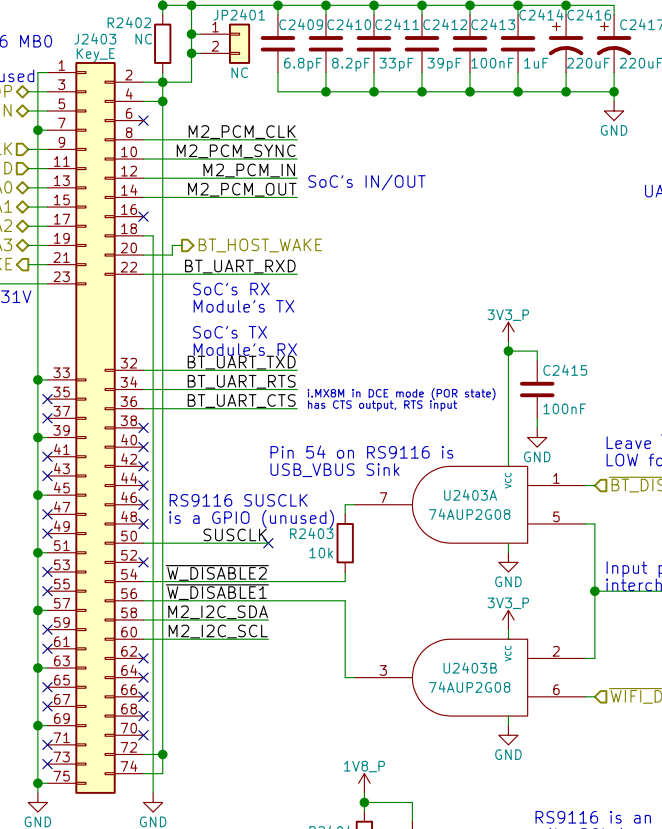 R2402
NC
JP2401
1
2
NC
C2409
6.8pF
C2410
8.2pF
C2411
33pF
C2412
39pF
C2413
100nF
C2414
1uF
C2416
220uF
C2417
220uF
GND
6 MB0
J2403
Key_E
1
3
5
7
9
11
13
15
17
19
21
23
33
35
37
39
41
43
45
47
49
51
53
55
57
59
61
63
65
67
69
71
73
75
2
4
6
8
10
12
14
16
18
20
22
32
34
36
38
40
42
44
46
48
50
52
54
56
58
60
62
64
66
68
70
72
74
M2_PCM_CLK
M2_PCM_SYNC
M2_PCM_IN
M2_PCM_OUT
SoC's IN/OUT
BT_HOST_WAKE
BT_UART_RXD
SoC's RX
Module's TX
SoC's TX
Module's RX
BT_UART_TXD
BT_UART_RTS
BT_UART_CTS
i.MX8M in DCE mode (POR state)
has CTS output, RTS input
3V3_P
C2415
100nF
GND
Pin 54 on RS9116 is
USB_VBUS Sink
RS9116 SUSCLK
is a GPIO (unused)
SUSCLK
R2403
10k
7
U2403A
74AUP2G08
VCC
1
5
GND
W_DISABLE2
W_DISABLE1
M2_I2C_SDA
M2_I2C_SCL
3V3_P
3
U2403B
74AUP2G08
VCC
2
6
GND
Leave
LOW fo
BT_DIS
Input p
interch
WIFI_D
UA
31V
GND
GND
1V8_P
RS9116 is an